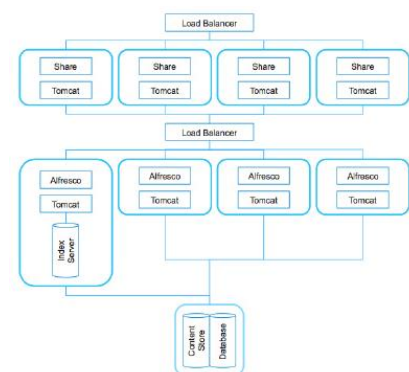 Load Balancer
Share Share Share Share
Tomcat Tomcat Tomcat Tomcat
Load Balancer
Alfresco Alfresco Alfresco Alfresco
Tomcat Tomcat Tomcat Tomcat
Index
Server
Content
Store
Database